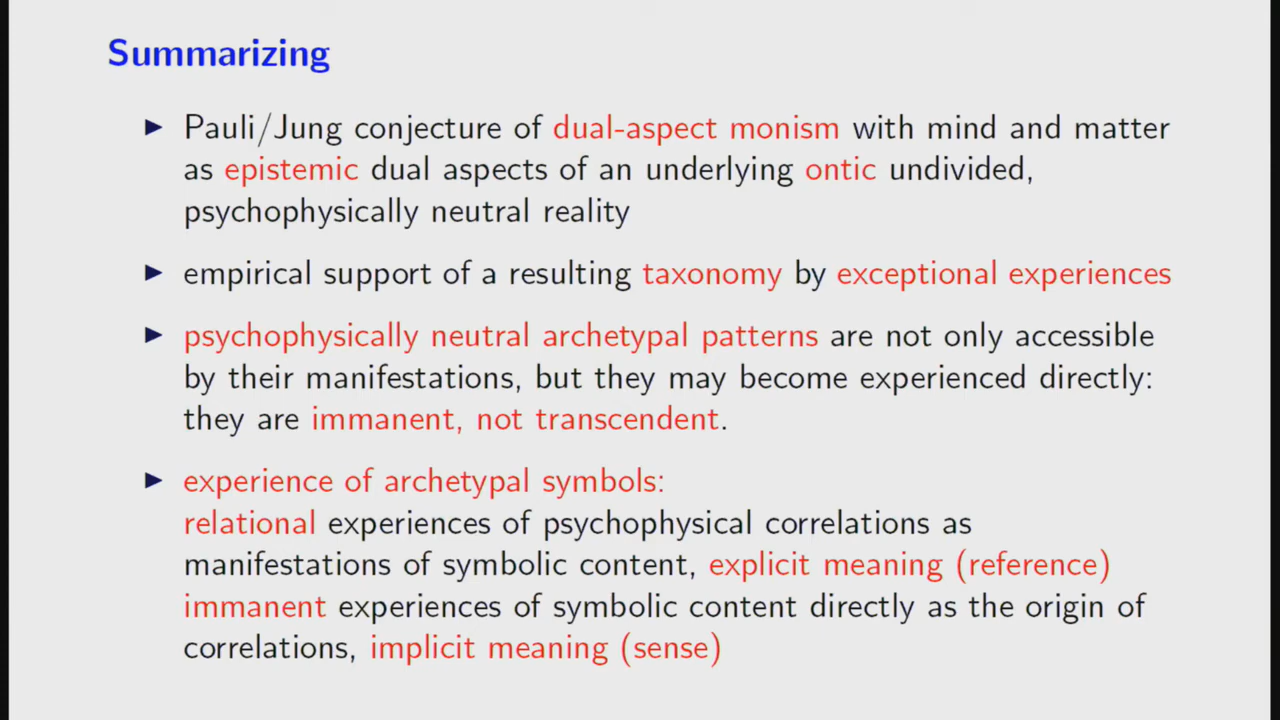 Summarizing
▶ Pauli/Jung conjecture of dual-aspect monism with mind and matter
as epistemic dual aspects of an underlying ontic undivided,
psychophysically neutral reality
▶ empirical support of a resulting taxonomy by exceptional experiences
▶ psychophysically neutral archetypal patterns are not only accessible
by their manifestations, but they may become experienced directly:
they are immanent, not transcendent.
▶ experience of archetypal symbols:
relational experiences of psychophysical correlations as
manifestations of symbolic content, explicit meaning (reference)
immanent experiences of symbolic content directly as the origin of
correlations, implicit meaning (sense)